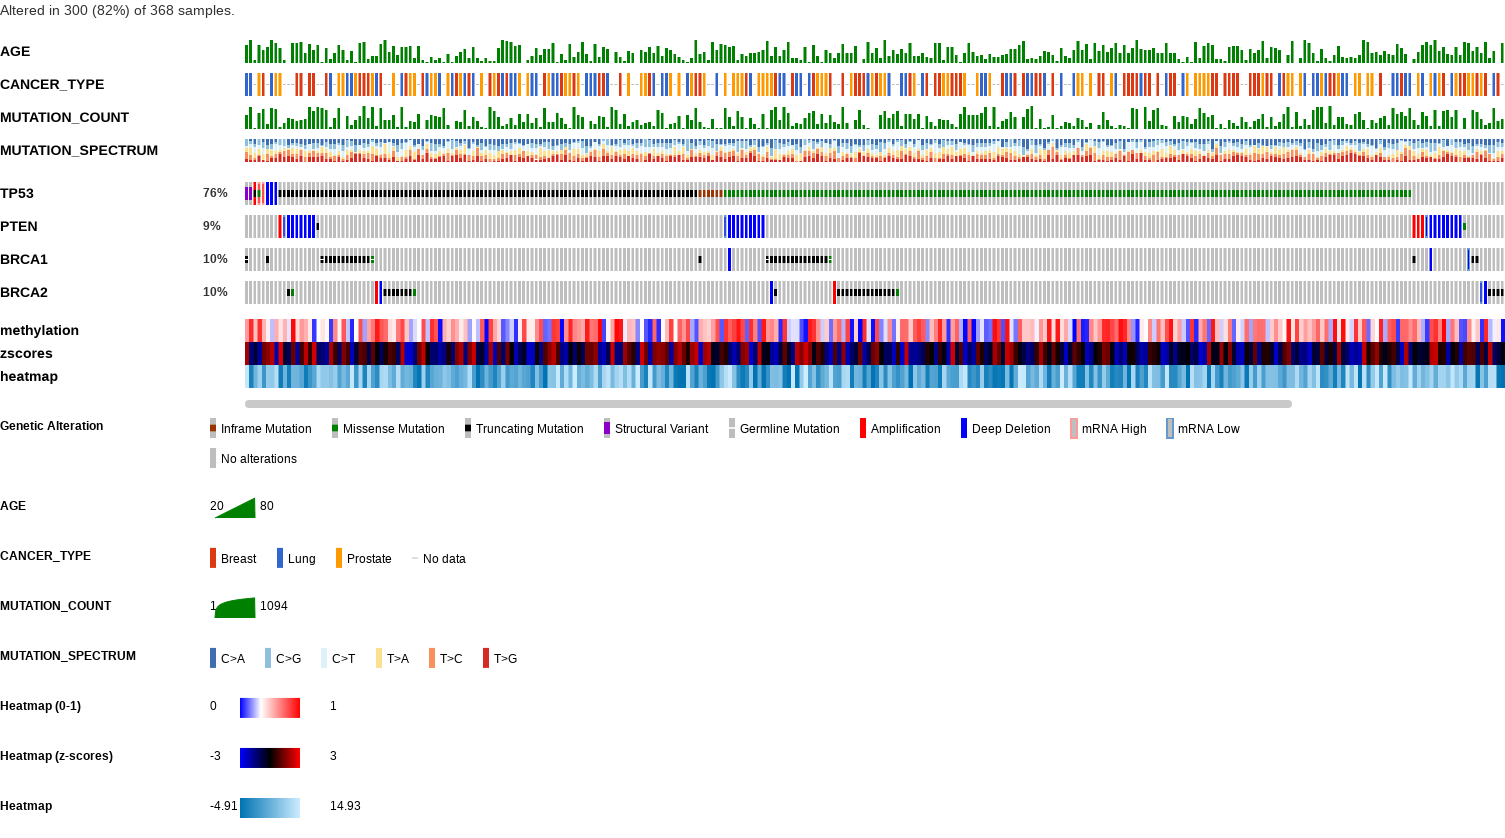 Altered in 300 (82%) of 368 samples.
AGE
CANCER_TYPE
MUTATION_COUNT
MUTATION_SPECTRUM
TP53 76%
PTEN 9%
BRCA1 10%
BRCA2 10%
methylation
zscores
heatmap
Genetic Alteration Inframe Mutation Missense Mutation Truncating Mutation Structural Variant Germline Mutation Amplification Deep Deletion mRNA High mRNA Low
No alterations
AGE 20 80
CANCER_TYPE Breast Lung Prostate No data
MUTATION_COUNT 1 1094
MUTATION_SPECTRUM C>A C>G C>T T>A T>C T>G
Heatmap (0-1) 0 1
Heatmap (z-scores) -3 3
Heatmap -4.91 14.93